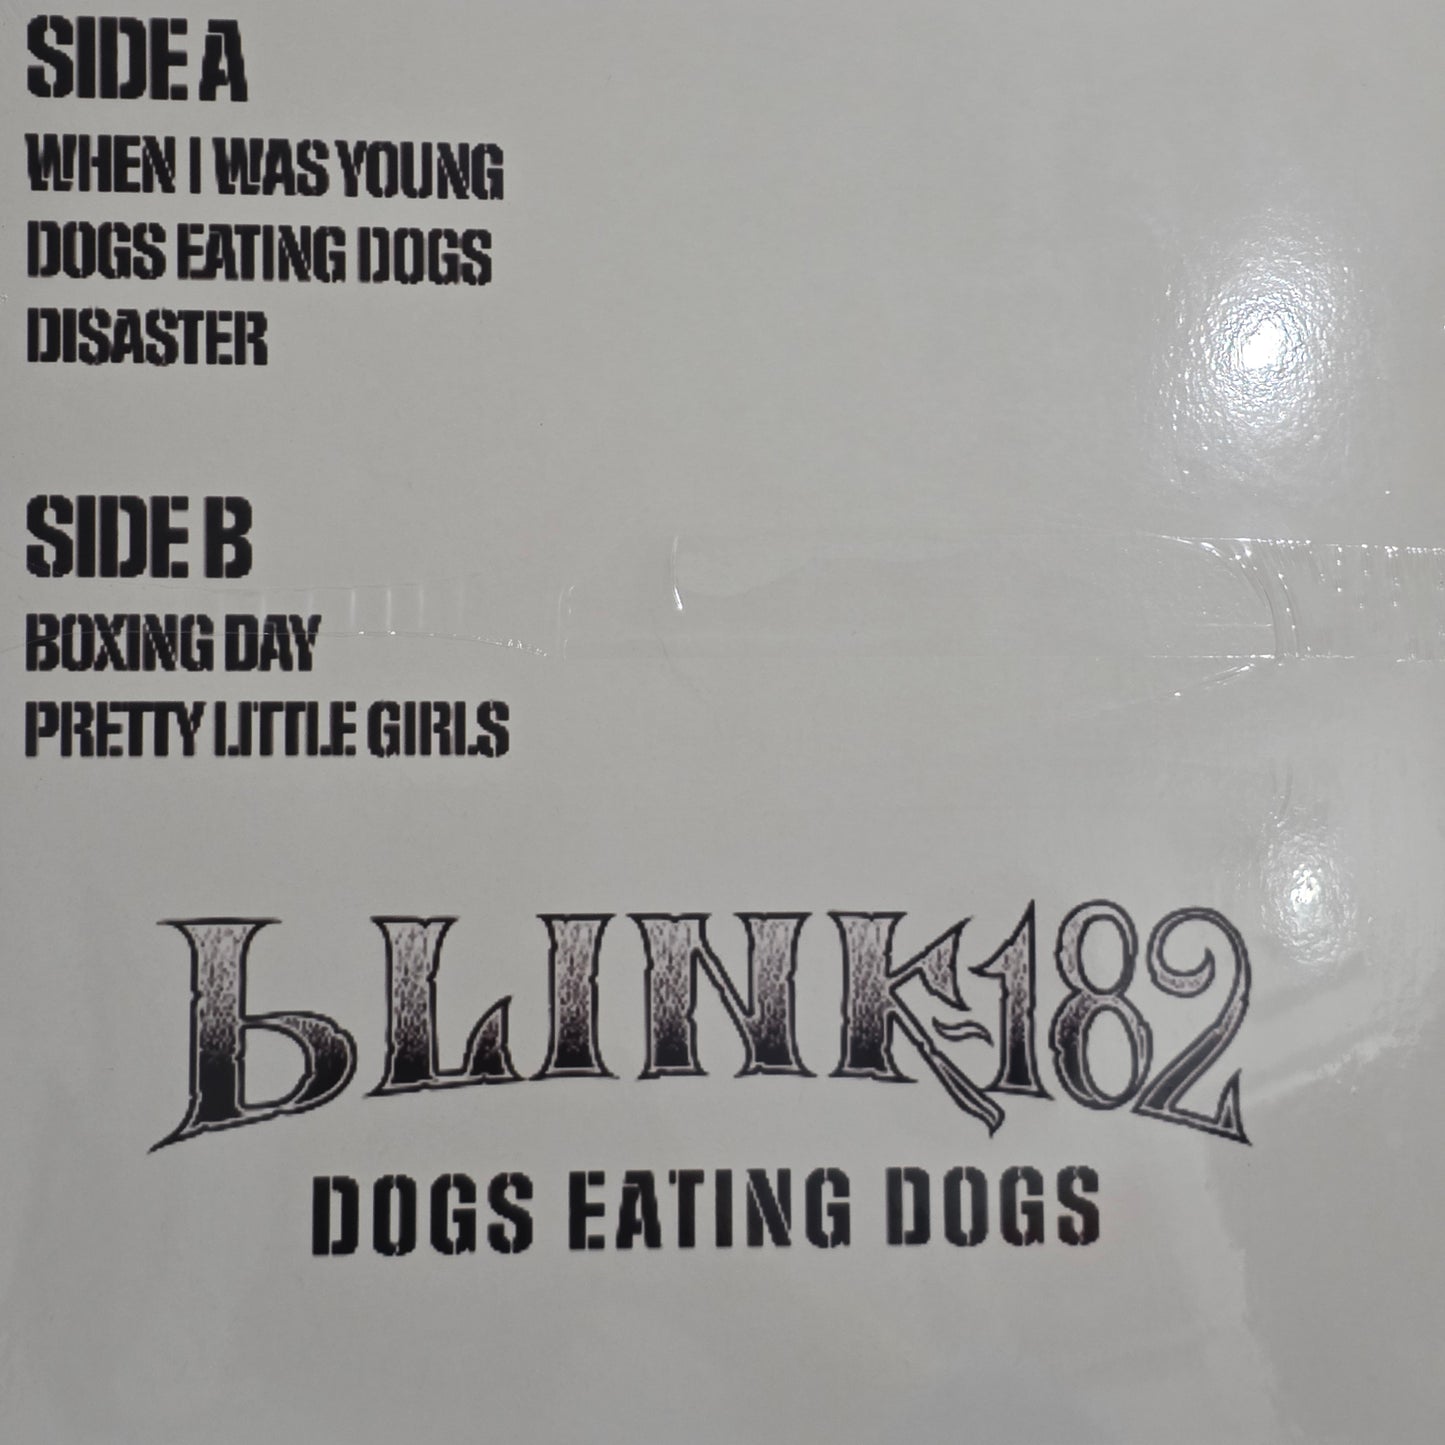 SIDE A
WHEN I WAS YOUNG
DOGS EATING DOGS
DISASTER
SIDE B
BOXING DAY
PRETTY LITTLE GIRLS
bLINK-182
DOGS EATING DOGS